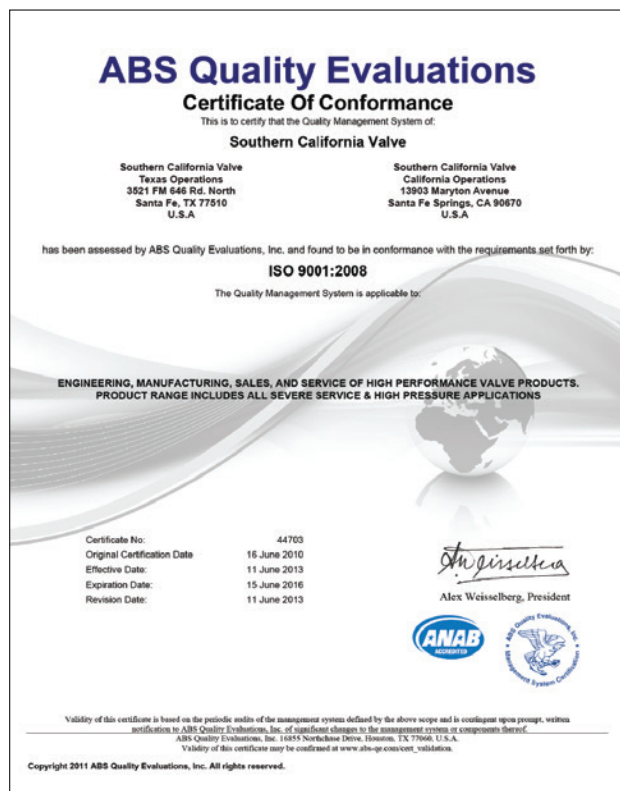 ABS Quality Evaluations
Certificate Of Conformance
This is to certify that the Quality Management System of:
Southern California Valve
Southern California Valve
Texas Operations
3521 FM 646 Rd. North
Santa Fe, TX 77510
U.S.A
Southern California Valve
California Operations
13903 Maryton Avenue
Santa Fe Springs, CA 90670
U.S.A
has been assessed by ABS Quality Evaluations, Inc. and found to be in conformance with the requirements set forth by:
ISO 9001:2008
The Quality Management System is applicable to:
ENGINEERING, MANUFACTURING, SALES, AND SERVICE OF HIGH PERFORMANCE VALVE PRODUCTS.
PRODUCT RANGE INCLUDES ALL SEVERE SERVICE & HIGH PRESSURE APPLICATIONS
Certificate No: 44703
Original Certification Date 16 June 2010
Effective Date: 11 June 2013
Expiration Date: 15 June 2016
Revision Date: 11 June 2013
AWeisselberg
Alex Weisselberg, President
ANAB
ACCREDITED
ABS Quality Evaluations, Inc.
Management System Certification
Validity of this certificate is based on the periodic audits of the management system defined by the above scope and is contingent upon prompt, written
notification to ABS Quality Evaluations, Inc. of significant changes to the management system or components thereof.
ABS Quality Evaluations, Inc. 16855 Northchase Drive, Houston, TX 77060, U.S.A.
Validity of this certificate may be confirmed at www.abs-qe.com/cert_validation.
Copyright 2011 ABS Quality Evaluations, Inc. All rights reserved.